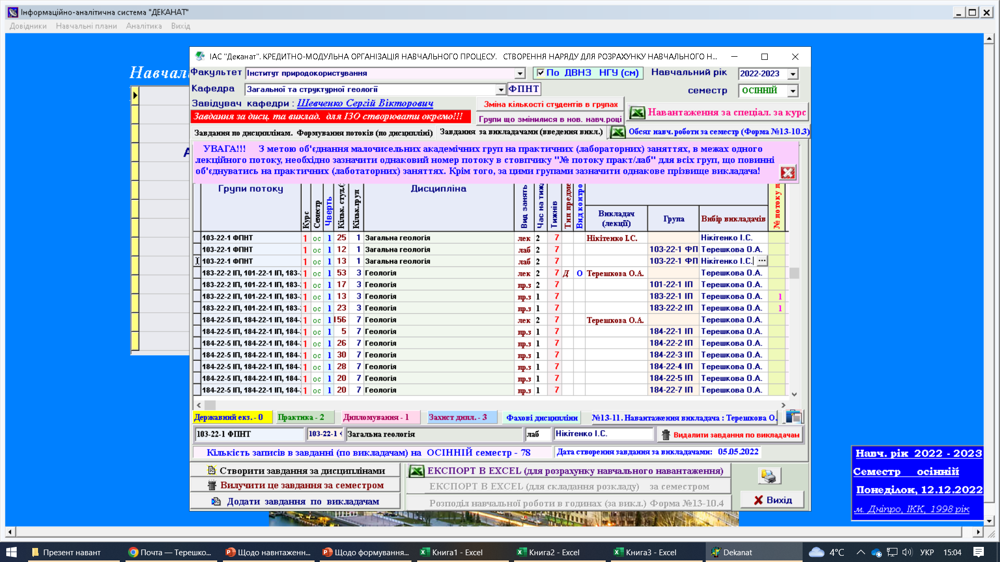 Інформаційно-аналітична система "ДЕКАНАТ"
Довідники Навчальні плани Аналітика Вихід
Навчал
А
ІАС "Деканат". КРЕДИТНО-МОДУЛЬНА ОРГАНІЗАЦІЯ НАВЧАЛЬНОГО ПРОЦЕСУ. СТВОРЕННЯ НАРЯДУ ДЛЯ РОЗРАХУНКУ НАВЧАЛЬНОГО Н...
Факультет Інститут природокористування По ДВНЗ НГУ (см) Навчальний рік 2022-2023
Кафедра Загальної та структурної геології ФПНТ семестр ОСІННІЙ
Завідувач кафедри : Шевченко Сергій Вікторович
Зміна кількості студентів в групах
Навантаження за спеціал. за курс
Завдання за дисц. та виклад. для ІЗО створювати окремо!!!
Групи що змінилися в нов. навч.році
Завдання по дисциплінам. Формування потоків (по дисципліні) Завдання за викладачами (введення викл.) Обсяг навч. роботи за семестр (Форма №13-10.3)
УВАГА!!! З метою об'єднання малочисельних академічних груп на практичних (лабораторних) заняттях, в межах одного
лекційного потоку, необхідно зазначити однаковий номер потоку в стовпчику "№ потоку практ/лаб" для всіх груп, що повинні
об'єднуватись на практичних (лаботаторних) заняттях. Крім того, за цими групами зазначити однакове прізвище викладача!
Групи потоку Курс Семестр Чверть Кільк. студ.( Кільк.груп Дисципліна Вид занять Час на тиж Тижнів Тип предме Вид контро Викладач (лекції) Група Вибір викладачів № потоку п
103-22-1 ФПНТ 1 ос 1 25 1 Загальна геологія лек 2 7 Нікітенко І.С. Нікітенко І.С.
103-22-1 ФПНТ 1 ос 1 12 1 Загальна геологія лаб 2 7 103-22-1 ФП Терешкова О.А.
103-22-1 ФПНТ 1 ос 1 13 1 Загальна геологія лаб 2 7 103-22-1 ФП Нікітенко І.С. ...
183-22-2 ІП, 101-22-1 ІП, 183-: 1 ос 1 53 3 Геологія лек 2 7 Д О Терешкова О.А. Терешкова О.А.
183-22-2 ІП, 101-22-1 ІП, 183-: 1 ос 1 17 3 Геологія пр.з 2 7 101-22-1 ІП Терешкова О.А.
183-22-2 ІП, 101-22-1 ІП, 183-: 1 ос 1 13 3 Геологія пр.з 1 7 183-22-1 ІП Терешкова О.А. 1
183-22-2 ІП, 101-22-1 ІП, 183-: 1 ос 1 23 3 Геологія пр.з 1 7 183-22-2 ІП Терешкова О.А. 1
184-22-5 ІП, 184-22-1 ІП, 184-: 1 ос 1 156 7 Геологія лек 2 7 Терешкова О.А. Терешкова О.А.
184-22-5 ІП, 184-22-1 ІП, 184-: 1 ос 1 5 7 Геологія пр.з 1 7 184-22-1 ІП Терешкова О.А.
184-22-5 ІП, 184-22-1 ІП, 184-: 1 ос 1 26 7 Геологія пр.з 1 7 184-22-2 ІП Терешкова О.А.
184-22-5 ІП, 184-22-1 ІП, 184-: 1 ос 1 30 7 Геологія пр.з 1 7 184-22-3 ІП Терешкова О.А.
184-22-5 ІП, 184-22-1 ІП, 184-: 1 ос 1 28 7 Геологія пр.з 1 7 184-22-4 ІП Терешкова О.А.
184-22-5 ІП, 184-22-1 ІП, 184-: 1 ос 1 20 7 Геологія пр.з 1 7 184-22-5 ІП Терешкова О.А.
184-22-5 ІП, 184-22-1 ІП, 184-: 1 ос 1 20 7 Геологія пр.з 1 7 184-22-7 ІП Терешкова О.А.
Державний екз. - 0 Практика - 2 Дипломування - 1 Захист дипл. - 3 Фахові дисципліни №13-11. Навантаження викладача : Терешкова О.
103-22-1 ФПНТ 103-22-1 Загальна геологія лаб Нікітенко І.С. Видалити завдання по викладачам
Кількість записів в завданні (по викладачам) на ОСІННІЙ семестр - 78 Дата створення завдання за викладачами: 05.05.2022
Створити завдання за дисциплінами ЕКСПОРТ В EXCEL (для розрахунку навчального навантаження)
Вилучити це завдання за семестром ЕКСПОРТ В EXCEL (для складання розкладу) за семестром
Додати завдання по викладачам Розподіл навчальної роботи в годинах (за викл.) Форма №13-10.4 Вихід
Навч. рік 2022 - 2023
Семестр осінній
Понеділок, 12.12.2022
м. Дніпро, ІКК, 1998 рік
Презент навант Почта — Терешко... Щодо навнтаженн... Щодо формування... Книга1 - Excel Книга2 - Excel Книга3 - Excel Dekanat 4°C УКР 15:04